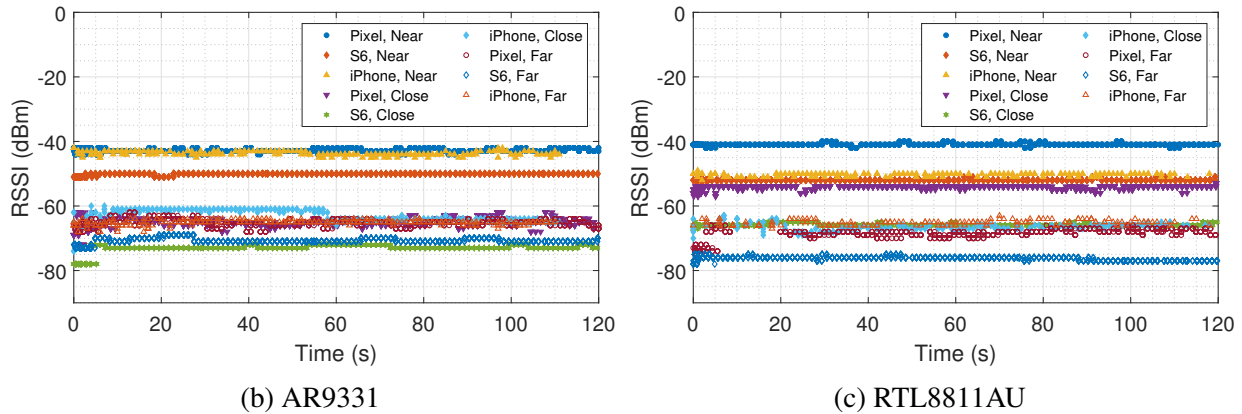 0
-20
-40
-60
-80
RSSI (dBm)
Pixel, Near
S6, Near
iPhone, Near
Pixel, Close
S6, Close
iPhone, Close
Pixel, Far
S6, Far
iPhone, Far
0 20 40 60 80 100 120
Time (s)
(b) AR9331
0
-20
-40
-60
-80
RSSI (dBm)
Pixel, Near
S6, Near
iPhone, Near
Pixel, Close
S6, Close
iPhone, Close
Pixel, Far
S6, Far
iPhone, Far
0 20 40 60 80 100 120
Time (s)
(c) RTL8811AU